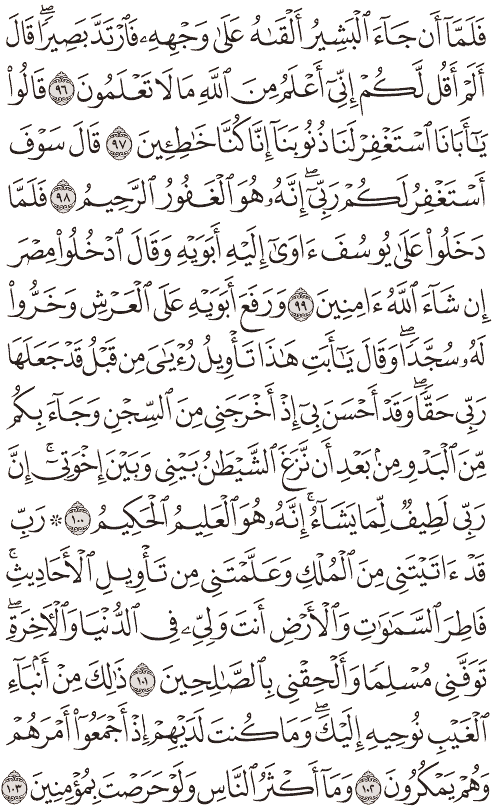 فَلَمَّآ أَن جَآءَ ٱلْبَشِيرُ أَلْقَىٰهُ عَلَىٰ وَجْهِهِۦ فَٱرْتَدَّ بَصِيرًۭا ۖ قَالَ
أَلَمْ أَقُل لَّكُمْ إِنِّىٓ أَعْلَمُ مِنَ ٱللَّهِ مَا لَا تَعْلَمُونَ ٩٦ قَالُوا۟
يَـٰٓأَبَانَا ٱسْتَغْفِرْ لَنَا ذُنُوبَنَآ إِنَّا كُنَّا خَـٰطِـِٔينَ ٩٧ قَالَ سَوْفَ
أَسْتَغْفِرُ لَكُمْ رَبِّىٓ ۖ إِنَّهُۥ هُوَ ٱلْغَفُورُ ٱلرَّحِيمُ ٩٨ فَلَمَّا
دَخَلُوا۟ عَلَىٰ يُوسُفَ ءَاوَىٰٓ إِلَيْهِ أَبَوَيْهِ وَقَالَ ٱدْخُلُوا۟ مِصْرَ
إِن شَآءَ ٱللَّهُ ءَامِنِينَ ٩٩ وَرَفَعَ أَبَوَيْهِ عَلَى ٱلْعَرْشِ وَخَرُّوا۟
لَهُۥ سُجَّدًۭا ۖ وَقَالَ يَـٰٓأَبَتِ هَـٰذَا تَأْوِيلُ رُءْيَـٰىَ مِن قَبْلُ قَدْ جَعَلَهَا
رَبِّى حَقًّۭا ۖ وَقَدْ أَحْسَنَ بِىٓ إِذْ أَخْرَجَنِى مِنَ ٱلسِّجْنِ وَجَآءَ بِكُم
مِّنَ ٱلْبَدْوِ مِنۢ بَعْدِ أَن نَّزَغَ ٱلشَّيْطَـٰنُ بَيْنِى وَبَيْنَ إِخْوَتِىٓ ۚ إِنَّ
رَبِّى لَطِيفٌۭ لِّمَا يَشَآءُ ۚ إِنَّهُۥ هُوَ ٱلْعَلِيمُ ٱلْحَكِيمُ ١٠٠ ۞ رَبِّ
قَدْ ءَاتَيْتَنِى مِنَ ٱلْمُلْكِ وَعَلَّمْتَنِى مِن تَأْوِيلِ ٱلْأَحَادِيثِ ۚ
فَاطِرَ ٱلسَّمَـٰوَٰتِ وَٱلْأَرْضِ أَنتَ وَلِىِّۦ فِى ٱلدُّنْيَا وَٱلْـَٔاخِرَةِ ۖ
تَوَفَّنِى مُسْلِمًۭا وَأَلْحِقْنِى بِٱلصَّـٰلِحِينَ ١٠١ ذَٰلِكَ مِنْ أَنۢبَآءِ
ٱلْغَيْبِ نُوحِيهِ إِلَيْكَ ۖ وَمَا كُنتَ لَدَيْهِمْ إِذْ أَجْمَعُوٓا۟ أَمْرَهُمْ
وَهُمْ يَمْكُرُونَ ١٠٢ وَمَآ أَكْثَرُ ٱلنَّاسِ وَلَوْ حَرَصْتَ بِمُؤْمِنِينَ ١٠٣